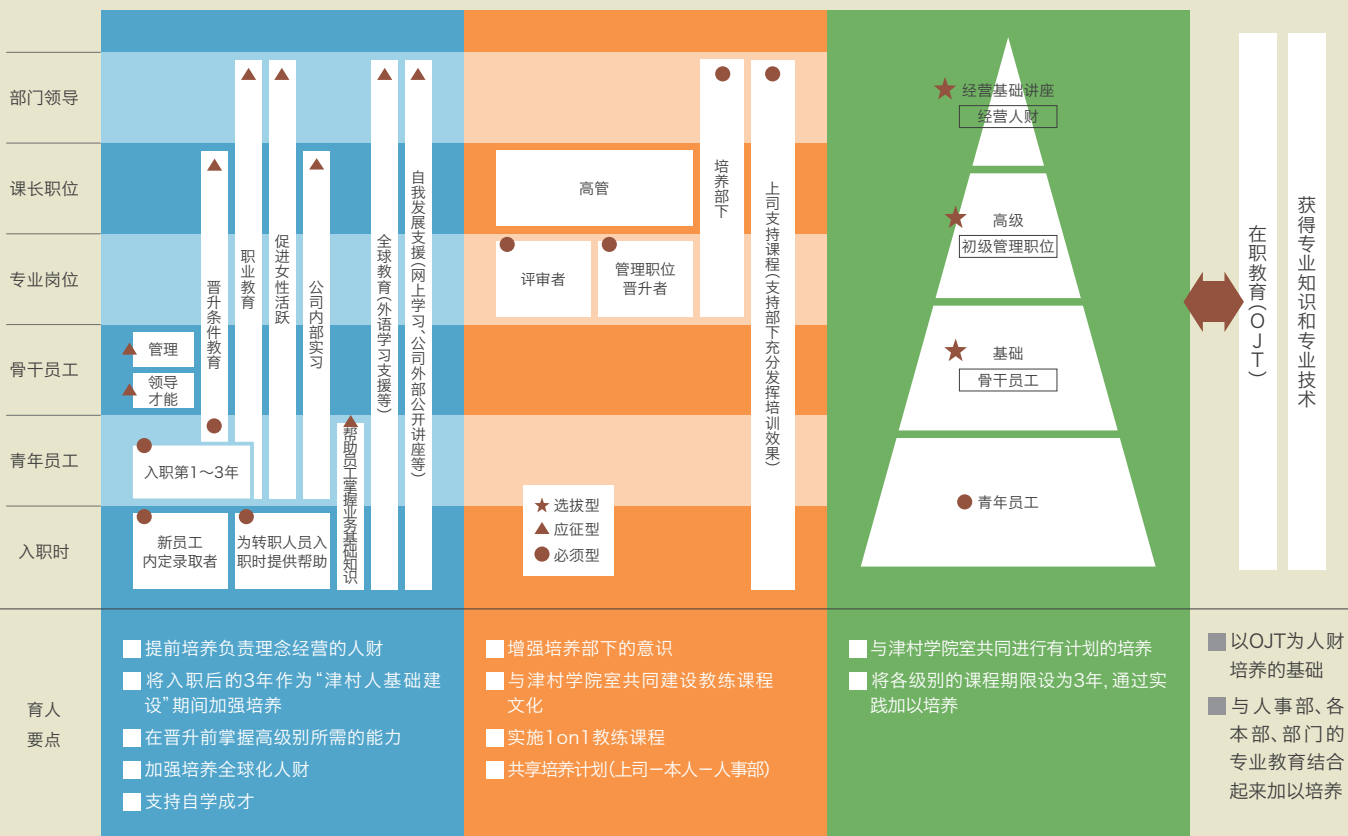 部门领导
课长职位
专业岗位
骨干员工
青年员工
入职时
管理
领导
才能
晋升条件教育
职业教育
促进女性活跃
公司内部实习
全球教育(外语学习支援等)
自我发展支援(网上学习、公司外部公开讲座等)
入职第1～3年
帮助员工掌握业务基础知识
新员工
内定录取者
为转职人员入
职时提供帮助
高管
评审者
管理职位
晋升者
培养部下
上司支持课程(支持部下充分发挥培训效果)
★选拔型
▲应征型
●必须型
经营基础讲座
经营人财
高级
初级管理职位
基础
骨干员工
青年员工
在职教育(OJT)
获得专业知识和专业技术
育人
要点
提前培养负责理念经营的人财
将入职后的3年作为“津村人基础建
设”期间加强培养
在晋升前掌握高级别所需的能力
加强培养全球化人财
支持自学成才
增强培养部下的意识
与津村学院室共同建设教练课程
文化
实施1on1教练课程
共享培养计划(上司－本人－人事部)
与津村学院室共同进行有计划的培养
将各级别的课程期限设为3年,通过实
践加以培养
以OJT为人财
培养的基础
与人事部、各
本部、部门的
专业教育结合
起来加以培养